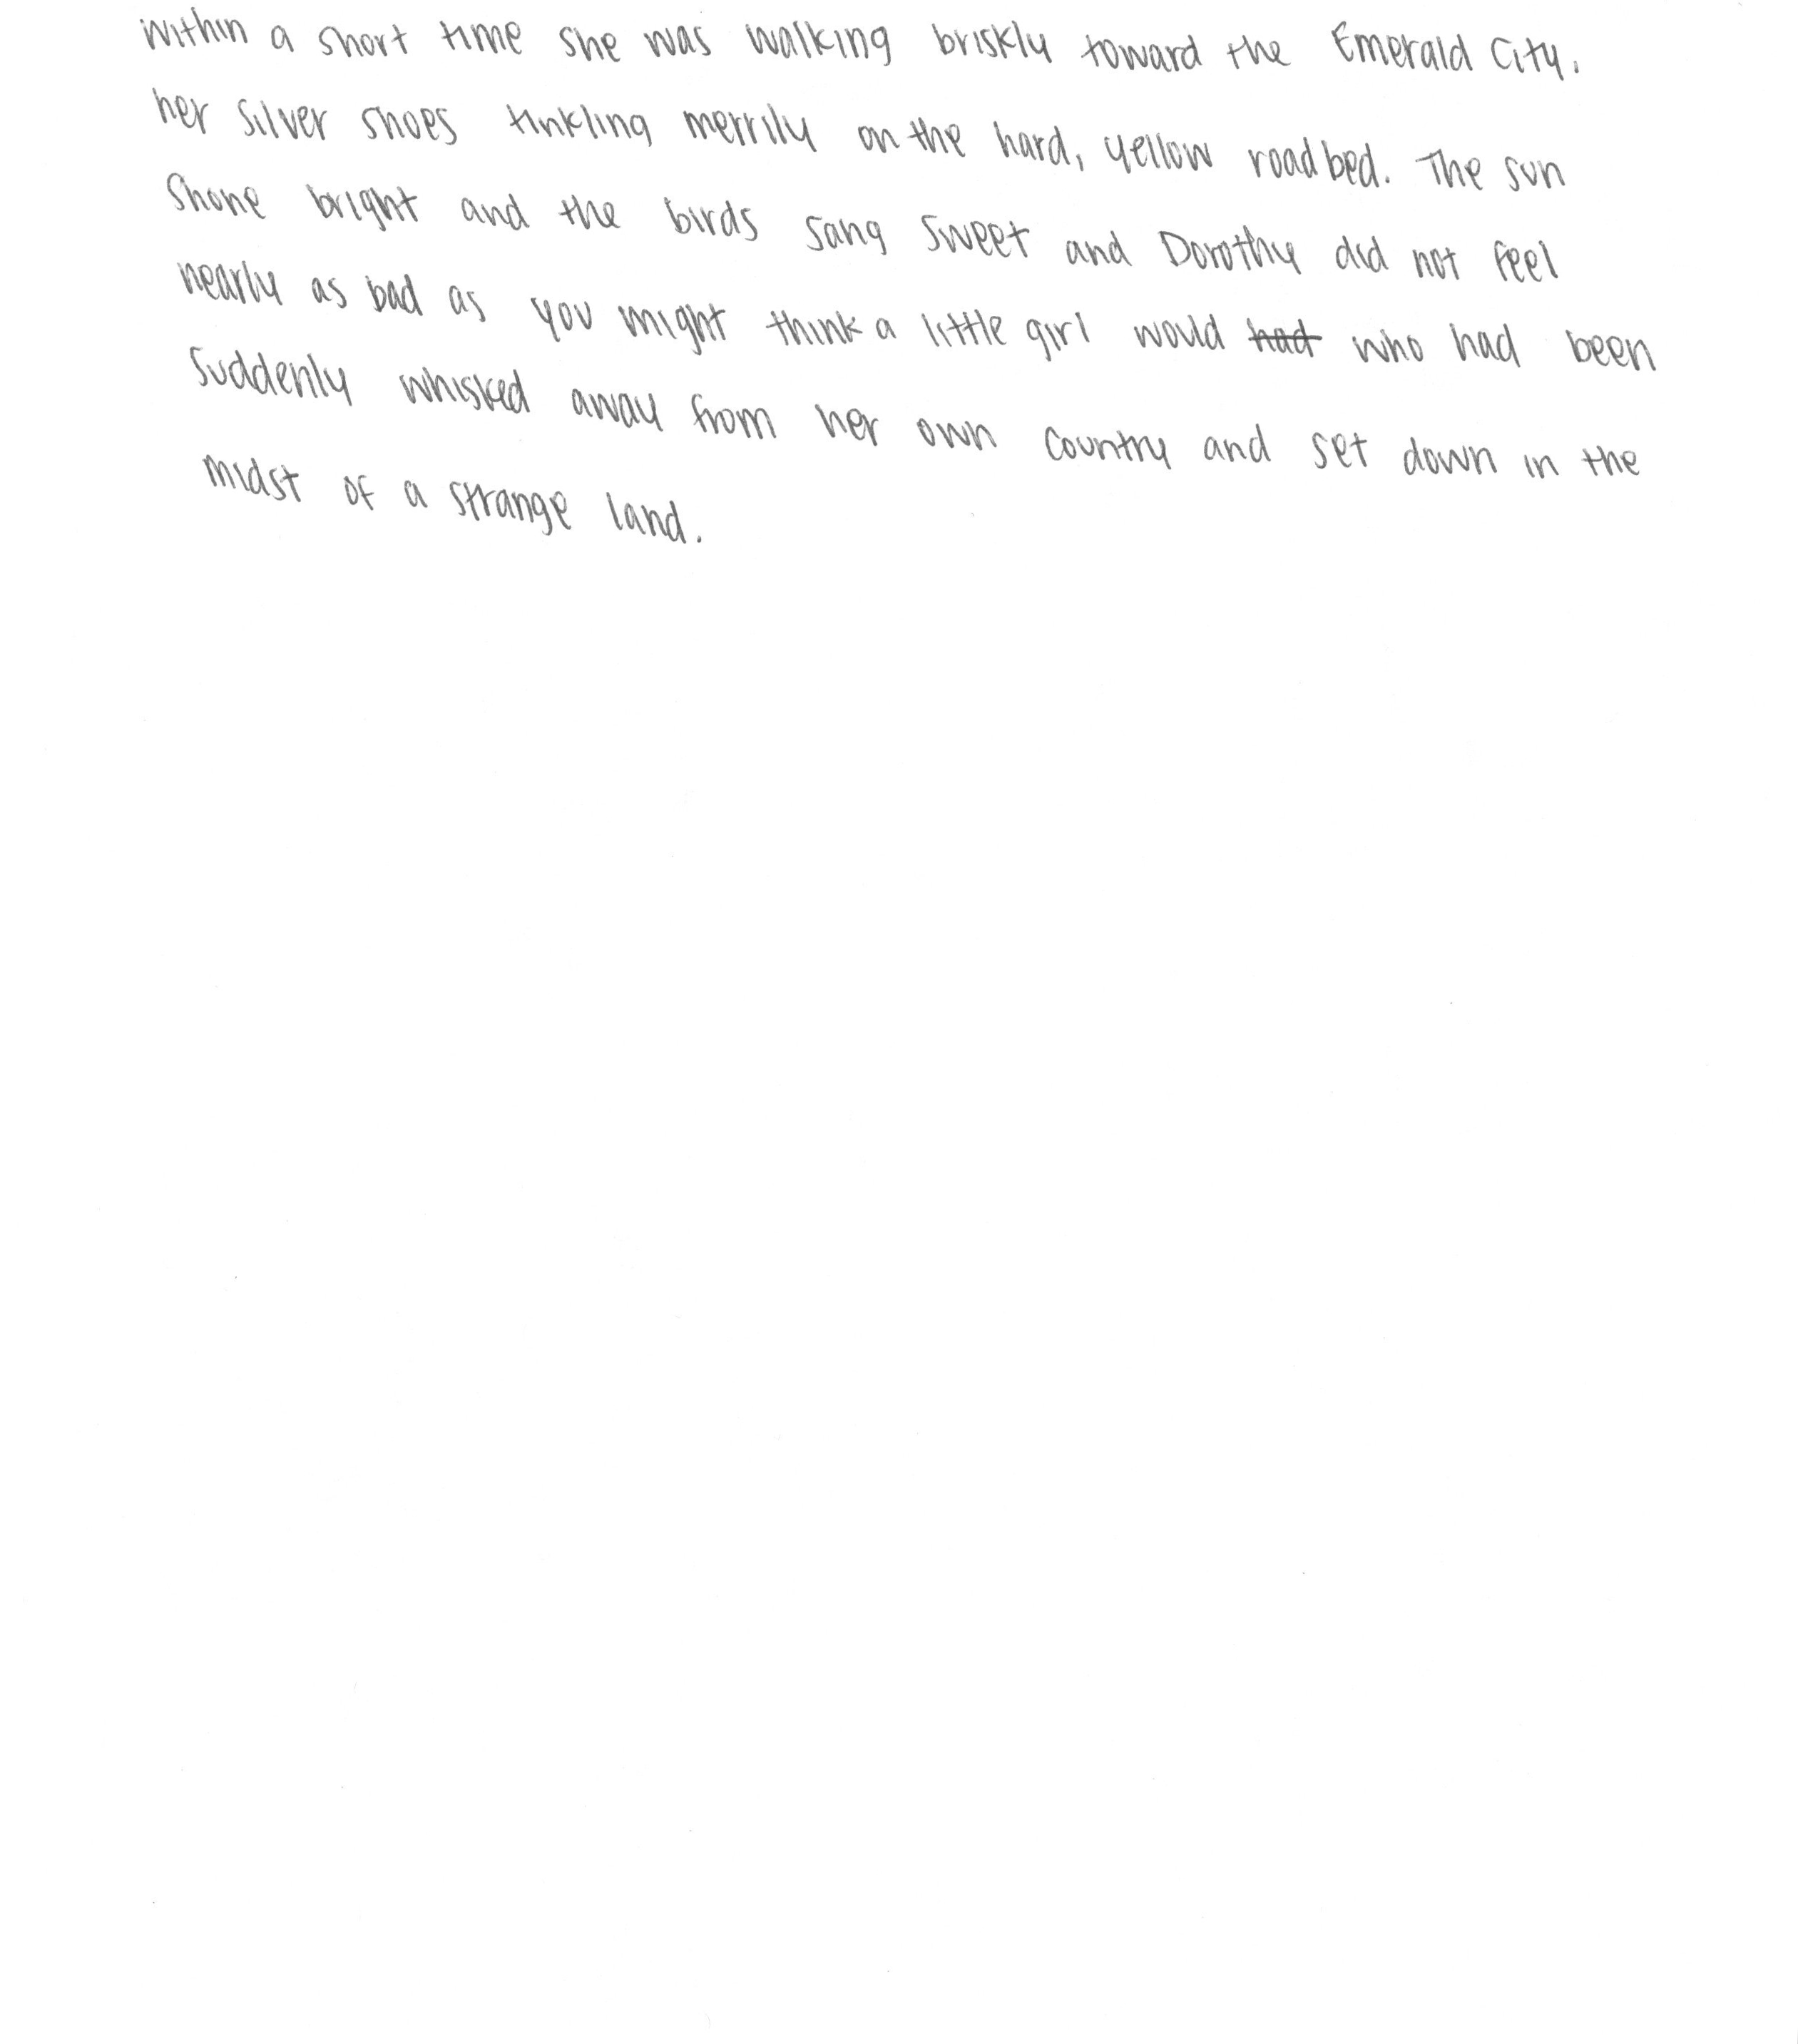 within a short time she was walking briskly toward the Emerald City.
her silver shoes tinkling merrily on the hard, yellow roadbed. The sun
shone bright and the birds sang sweet and Dorothy did not feel
nearly as bad as you might think a little girl would ~~had~~ who had been
suddenly whisked away from her own country and set down in the
midst of a strange land.